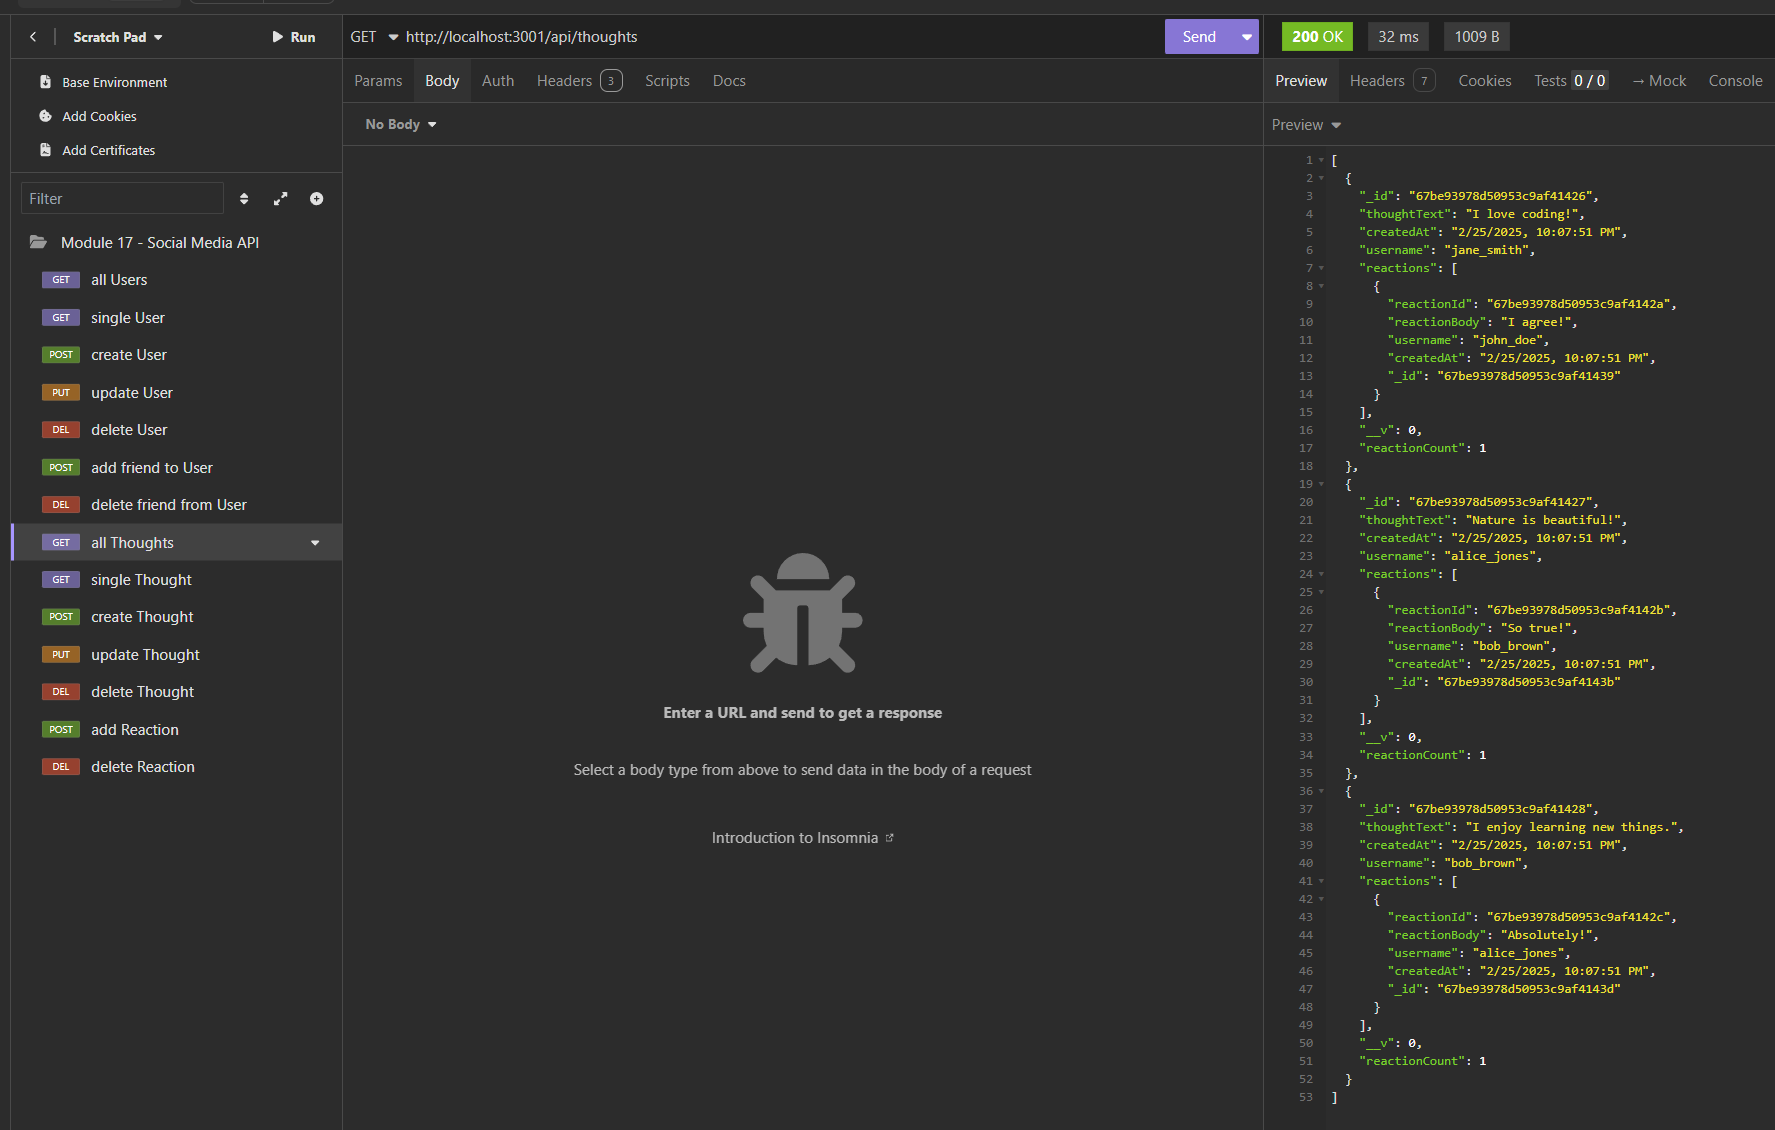 Scratch Pad
Run
Base Environment
Add Cookies
Add Certificates
Filter
Module 17 - Social Media API
GET all Users
GET single User
POST create User
PUT update User
DEL delete User
POST add friend to User
DEL delete friend from User
GET all Thoughts
GET single Thought
POST create Thought
PUT update Thought
DEL delete Thought
POST add Reaction
DEL delete Reaction
GET http://localhost:3001/api/thoughts
Send
Params Body Auth Headers 3 Scripts Docs
No Body
Enter a URL and send to get a response
Select a body type from above to send data in the body of a request
Introduction to Insomnia
200 OK 32 ms 1009 B
Preview Headers 7 Cookies Tests 0 / 0 → Mock Console
Preview
1 [
2 {
3 "_id": "67be93978d50953c9af41426",
4 "thoughtText": "I love coding!",
5 "createdAt": "2/25/2025, 10:07:51 PM",
6 "username": "jane_smith",
7 "reactions": [
8 {
9 "reactionId": "67be93978d50953c9af4142a",
10 "reactionBody": "I agree!",
11 "username": "john_doe",
12 "createdAt": "2/25/2025, 10:07:51 PM",
13 "_id": "67be93978d50953c9af41439"
14 }
15 ],
16 "__v": 0,
17 "reactionCount": 1
18 },
19 {
20 "_id": "67be93978d50953c9af41427",
21 "thoughtText": "Nature is beautiful!",
22 "createdAt": "2/25/2025, 10:07:51 PM",
23 "username": "alice_jones",
24 "reactions": [
25 {
26 "reactionId": "67be93978d50953c9af4142b",
27 "reactionBody": "So true!",
28 "username": "bob_brown",
29 "createdAt": "2/25/2025, 10:07:51 PM",
30 "_id": "67be93978d50953c9af4143b"
31 }
32 ],
33 "__v": 0,
34 "reactionCount": 1
35 },
36 {
37 "_id": "67be93978d50953c9af41428",
38 "thoughtText": "I enjoy learning new things.",
39 "createdAt": "2/25/2025, 10:07:51 PM",
40 "username": "bob_brown",
41 "reactions": [
42 {
43 "reactionId": "67be93978d50953c9af4142c",
44 "reactionBody": "Absolutely!",
45 "username": "alice_jones",
46 "createdAt": "2/25/2025, 10:07:51 PM",
47 "_id": "67be93978d50953c9af4143d"
48 }
49 ],
50 "__v": 0,
51 "reactionCount": 1
52 }
53 ]